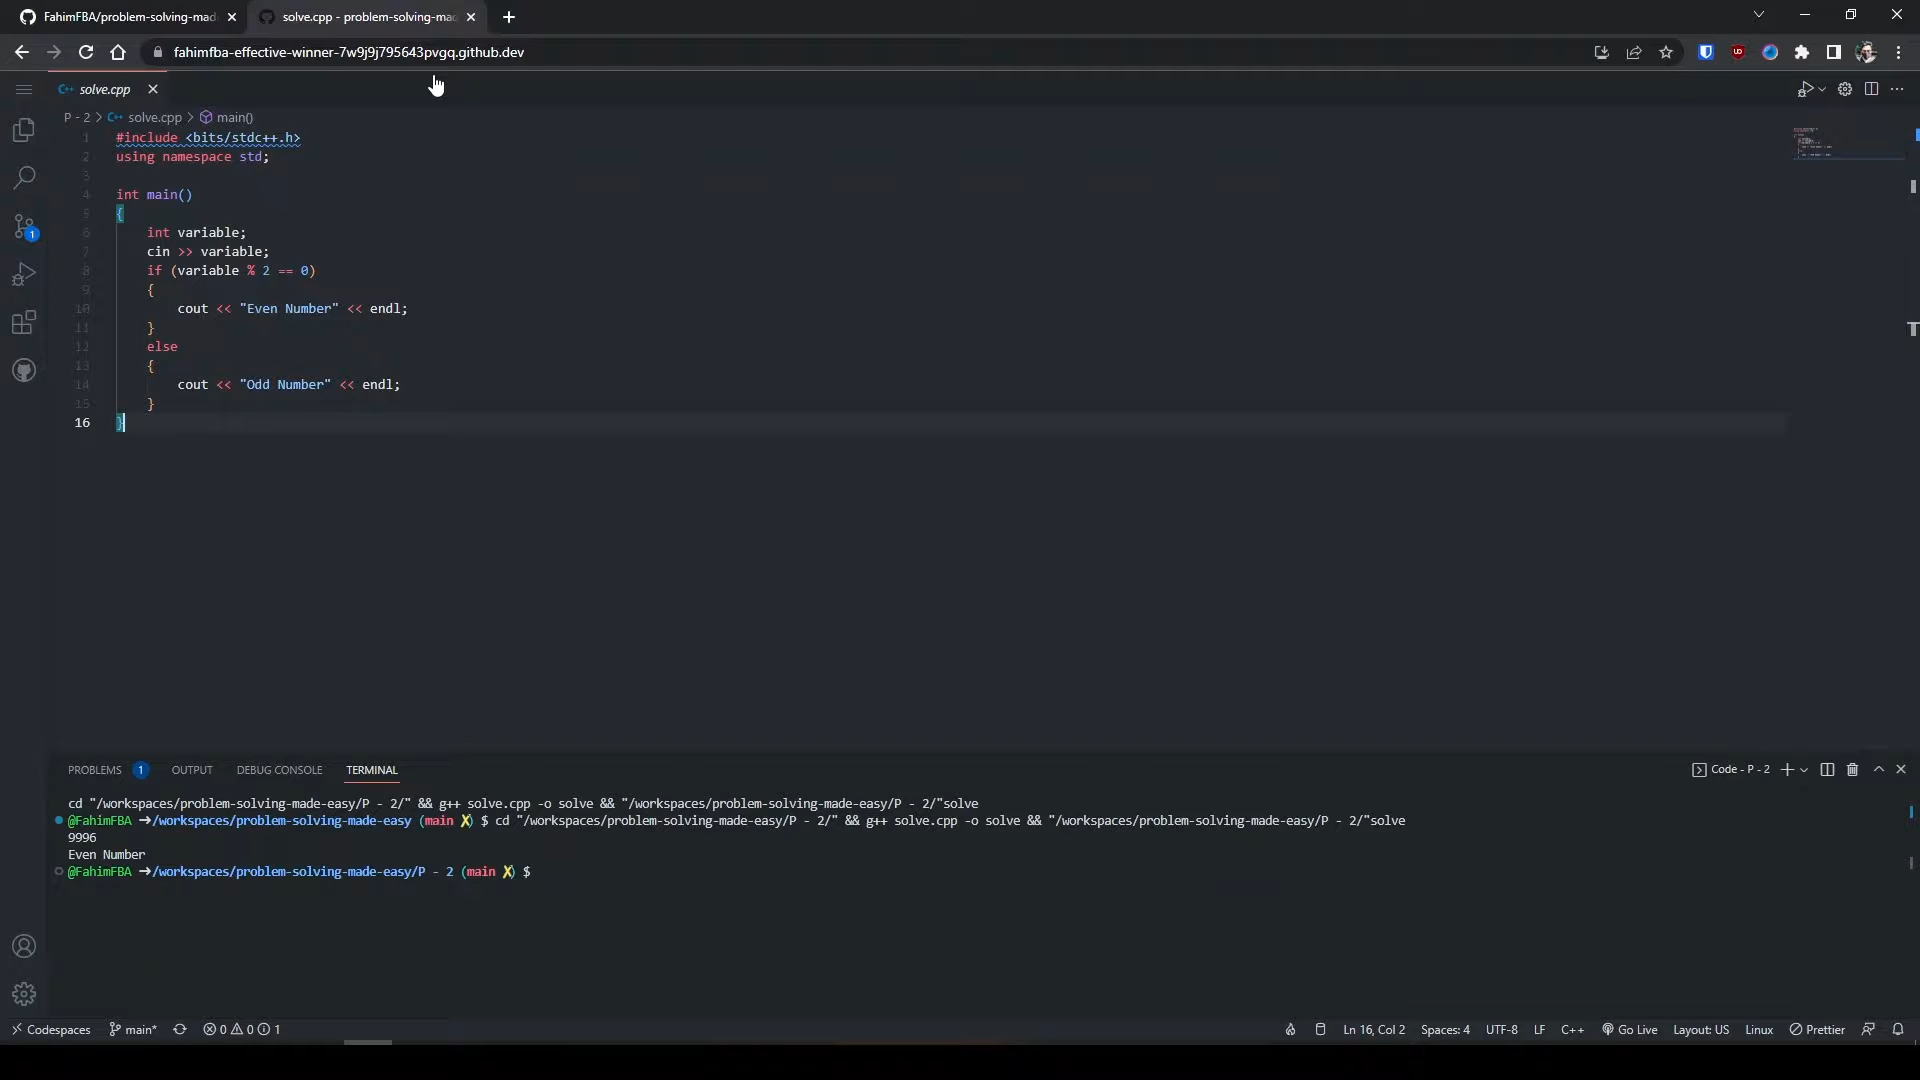 FahimFBA/problem-solving-mad
solve.cpp - problem-solving-mad
fahimfba-effective-winner-7w9j9j795643pvgq.github.dev
C++ solve.cpp
P - 2 > C++ solve.cpp > main()
1 #include <bits/stdc++.h>
2 using namespace std;
3
4 int main()
5 {
6 int variable;
7 cin >> variable;
8 if (variable % 2 == 0)
9 {
10 cout << "Even Number" << endl;
11 }
12 else
13 {
14 cout << "Odd Number" << endl;
15 }
16 }
1
PROBLEMS 1 OUTPUT DEBUG CONSOLE TERMINAL
Code - P - 2
cd "/workspaces/problem-solving-made-easy/P - 2/" && g++ solve.cpp -o solve && "/workspaces/problem-solving-made-easy/P - 2/"solve
@FahimFBA ➜/workspaces/problem-solving-made-easy (main ✗) $ cd "/workspaces/problem-solving-made-easy/P - 2/" && g++ solve.cpp -o solve && "/workspaces/problem-solving-made-easy/P - 2/"solve
9996
Even Number
@FahimFBA ➜/workspaces/problem-solving-made-easy/P - 2 (main ✗) $
Codespaces main* 0 0 1 Ln 16, Col 2 Spaces: 4 UTF-8 LF C++ Go Live Layout: US Linux Prettier